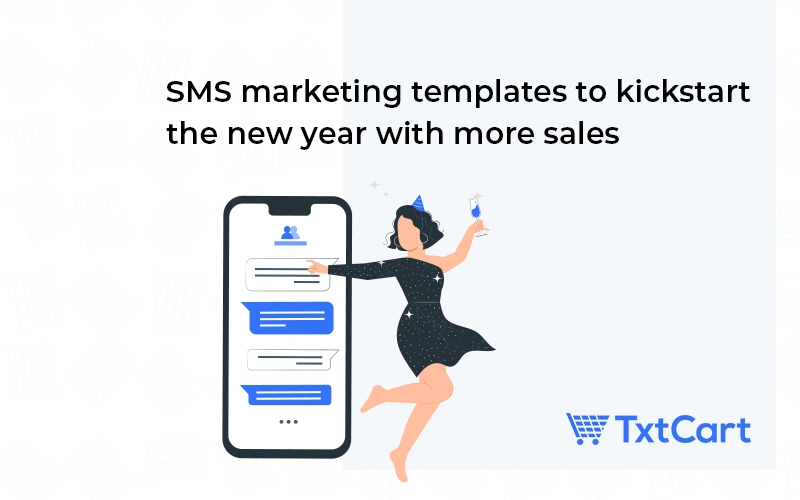 SMS marketing templates to kickstart
the new year with more sales
TxtCart